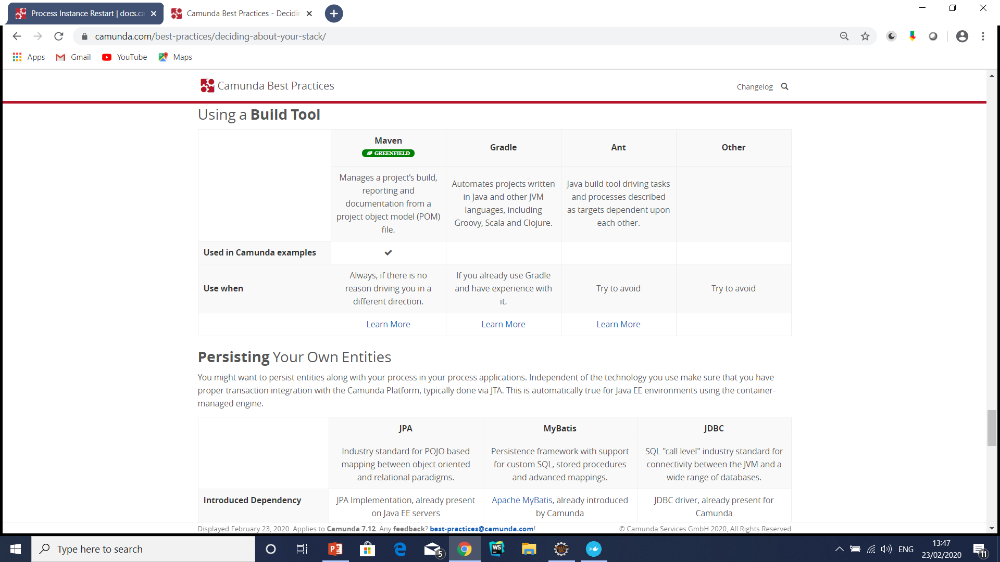 Process Instance Restart | docs.ca
Camunda Best Practices - Decidin
camunda.com/best-practices/deciding-about-your-stack/
Apps
Gmail
YouTube
Maps
Camunda Best Practices
Changelog
Using a Build Tool
Maven
GREENFIELD
Gradle
Ant
Other
Manages a project's build,
reporting and
documentation from a
project object model (POM)
file.
Automates projects written
in Java and other JVM
languages, including
Groovy, Scala and Clojure.
Java build tool driving tasks
and processes described
as targets dependent upon
each other.
Used in Camunda examples
Use when
Always, if there is no
reason driving you in a
different direction.
If you already use Gradle
and have experience with
it.
Try to avoid
Try to avoid
Learn More
Learn More
Learn More
Persisting Your Own Entities
You might want to persist entities along with your process in your process applications. Independent of the technology you use make sure that you have
proper transaction integration with the Camunda Platform, typically done via JTA. This is automatically true for Java EE environments using the container-
managed engine.
JPA
MyBatis
JDBC
Industry standard for POJO based
mapping between object oriented
and relational paradigms.
Persistence framework with support
for custom SQL, stored procedures
and advanced mappings.
SQL "call level" industry standard for
connectivity between the JVM and a
wide range of databases.
Introduced Dependency
JPA Implementation, already present
on Java EE servers
Apache MyBatis, already introduced
by Camunda
JDBC driver, already present for
Camunda
Displayed February 23, 2020. Applies to Camunda 7.12. Any feedback? best-practices@camunda.com!
© Camunda Services GmbH 2020, All Rights Reserved
Type here to search
5
WS
ENG
13:47
23/02/2020
11